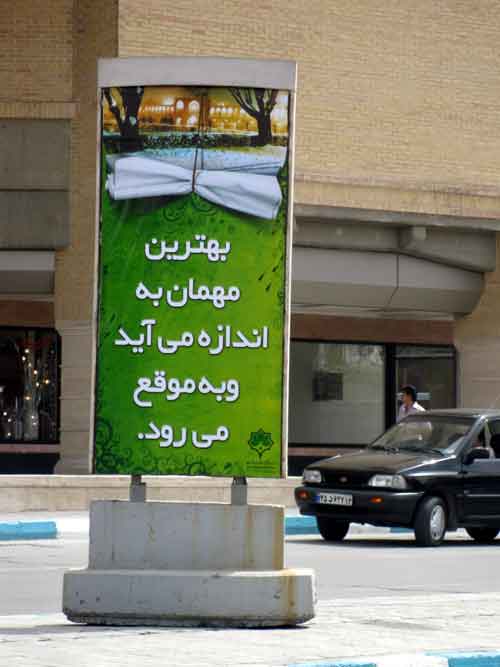 بهترین
مهمان به
اندازه می آید
وبه موقع
می رود.